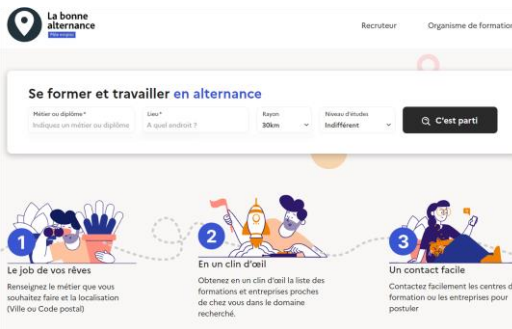 La bonne
alternance
Recruteur
Organisme de formation
Se former et travailler en alternance
Métier ou diplôme*
Lieu*
Rayon
Niveau d'études
Indiquez un métier ou diplôme
A quel endroit ?
30km
Indifférent
C'est parti
1
2
3
Le job de vos rêves
Renseignez le métier que vous
souhaitez faire et la localisation
(Ville ou Code postal)
En un clin d'œil
Obtenez en un clin d'œil la liste des
formations et entreprises proches
de chez vous dans le domaine
recherché.
Un contact facile
Contactez facilement les centres d
formation ou les entreprises pour
postuler